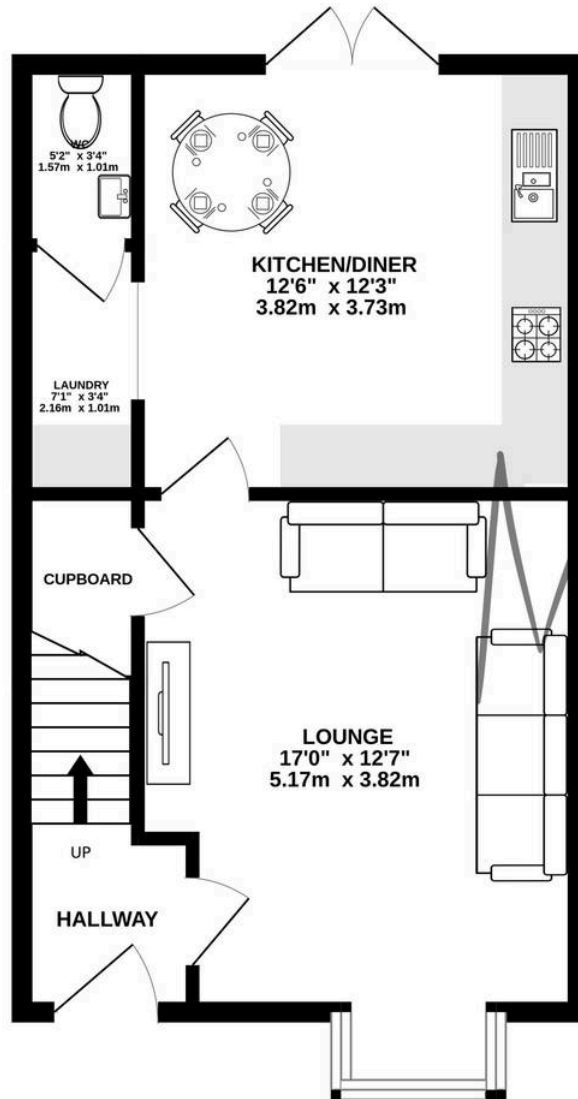 WC
5'2" x 3'4"
1.57m x 1.01m
KITCHEN/DINER
12'6" x 12'3"
3.82m x 3.73m
LAUNDRY
7'1" x 3'4"
2.16m x 1.01m
CUPBOARD
LOUNGE
17'0" x 12'7"
5.17m x 3.82m
UP
HALLWAY